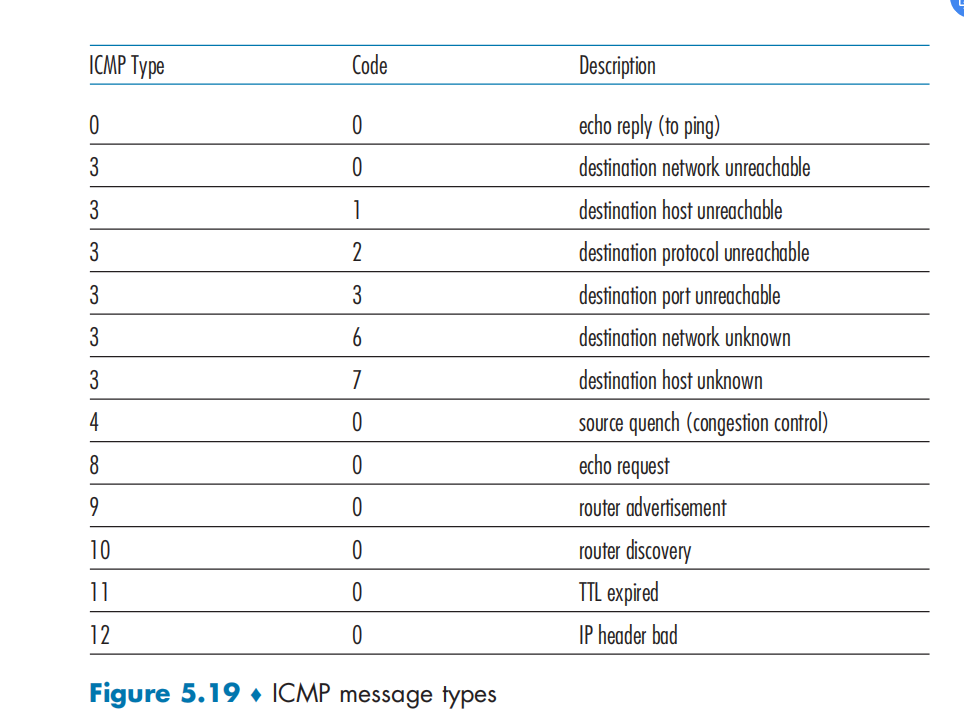 ICMP Type Code Description
0 0 echo reply (to ping)
3 0 destination network unreachable
3 1 destination host unreachable
3 2 destination protocol unreachable
3 3 destination port unreachable
3 6 destination network unknown
3 7 destination host unknown
4 0 source quench (congestion control)
8 0 echo request
9 0 router advertisement
10 0 router discovery
11 0 TTL expired
12 0 IP header bad
Figure 5.19 ♦ ICMP message types